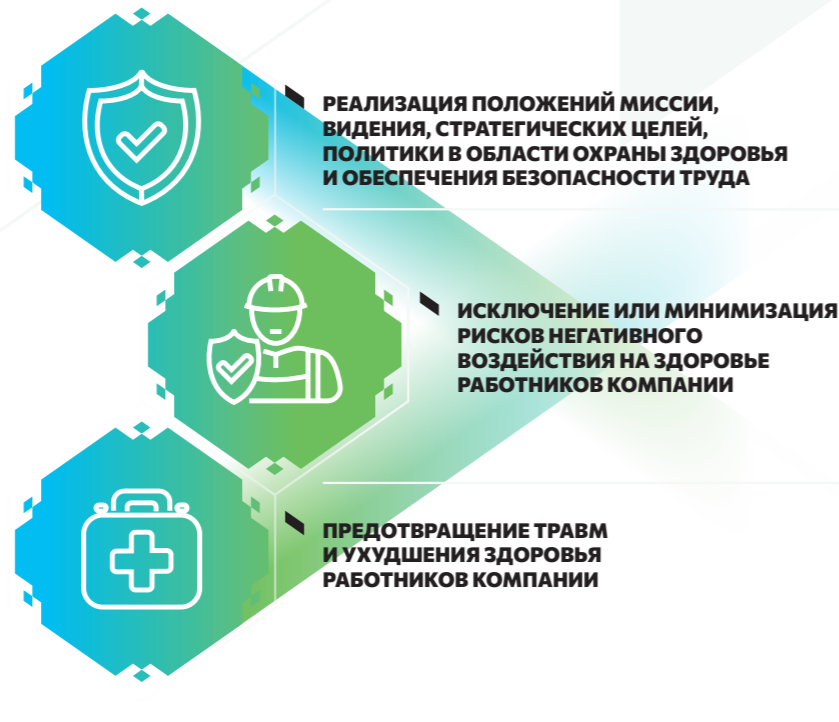 РЕАЛИЗАЦИЯ ПОЛОЖЕНИЙ МИССИИ,
ВИДЕНИЯ, СТРАТЕГИЧЕСКИХ ЦЕЛЕЙ,
ПОЛИТИКИ В ОБЛАСТИ ОХРАНЫ ЗДОРОВЬЯ
И ОБЕСПЕЧЕНИЯ БЕЗОПАСНОСТИ ТРУДА
ИСКЛЮЧЕНИЕ ИЛИ МИНИМИЗАЦИЯ
РИСКОВ НЕГАТИВНОГО
ВОЗДЕЙСТВИЯ НА ЗДОРОВЬЕ
РАБОТНИКОВ КОМПАНИИ
ПРЕДОТВРАЩЕНИЕ ТРАВМ
И УХУДШЕНИЯ ЗДОРОВЬЯ
РАБОТНИКОВ КОМПАНИИ